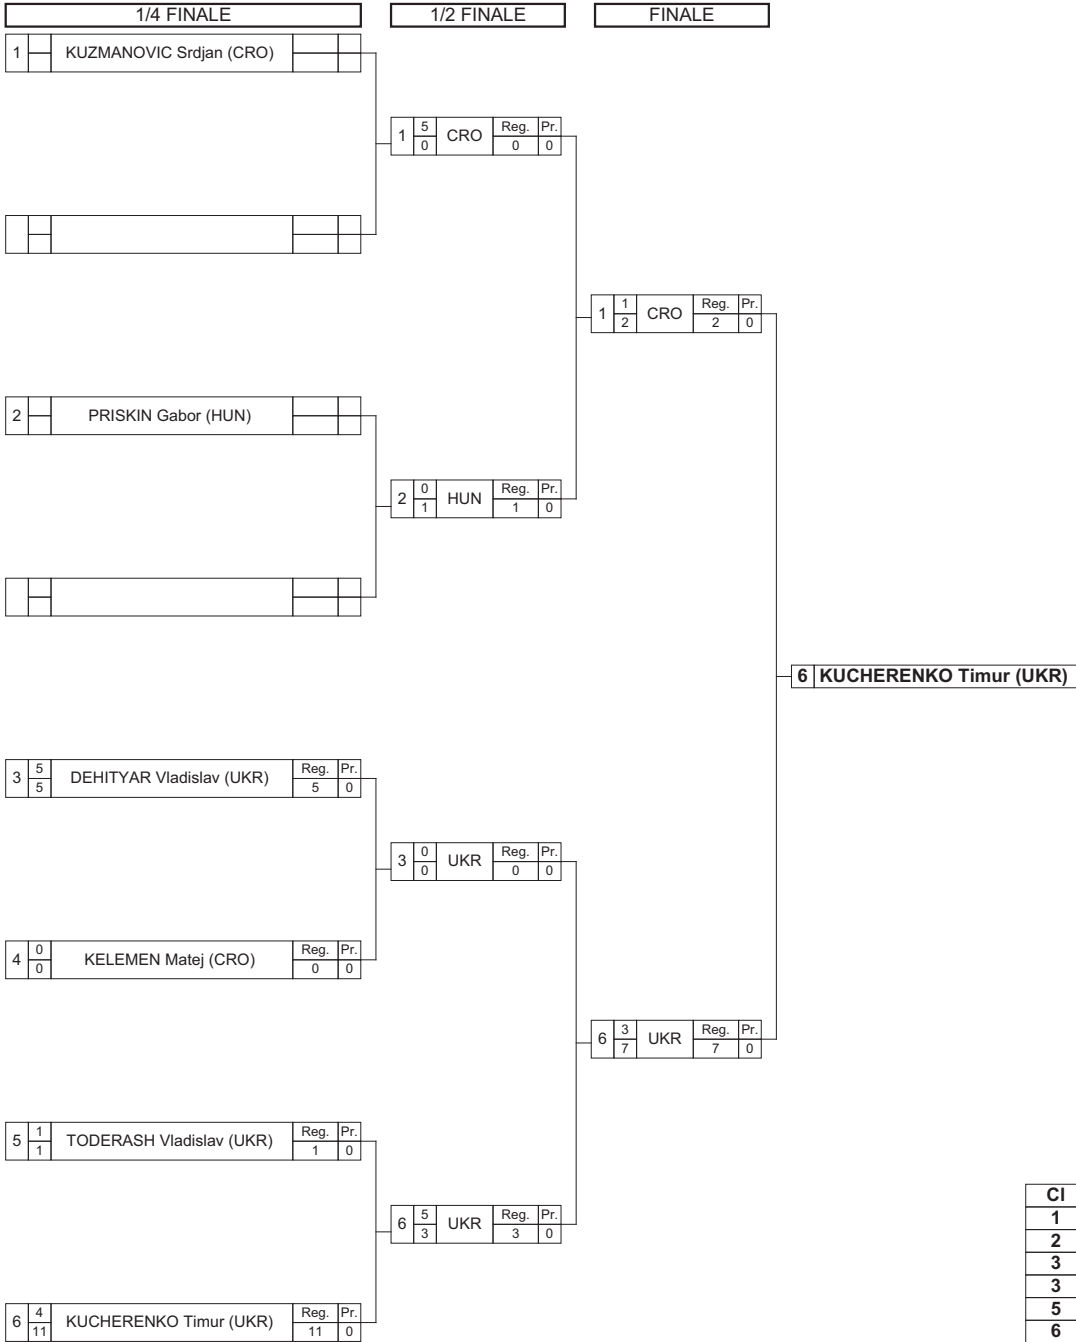 1/4 FINALE 1/2 FINALE FINALE
1 KUZMANOVIC Srdjan (CRO)
1 5 0 CRO Reg. Pr. 0 0
1 1 2 CRO Reg. Pr. 2 0
2 PRISKIN Gabor (HUN)
2 0 1 HUN Reg. Pr. 1 0
6 KUCHERENKO Timur (UKR)
3 5 5 DEHITYAR Vladislav (UKR) Reg. Pr. 5 0
3 0 0 UKR Reg. Pr. 0 0
4 0 0 KELEMEN Matej (CRO) Reg. Pr. 0 0
6 3 7 UKR Reg. Pr. 7 0
5 1 1 TODERASH Vladislav (UKR) Reg. Pr. 1 0
6 5 3 UKR Reg. Pr. 3 0
6 4 11 KUCHERENKO Timur (UKR) Reg. Pr. 11 0
Cl
1
2
3
3
5
6